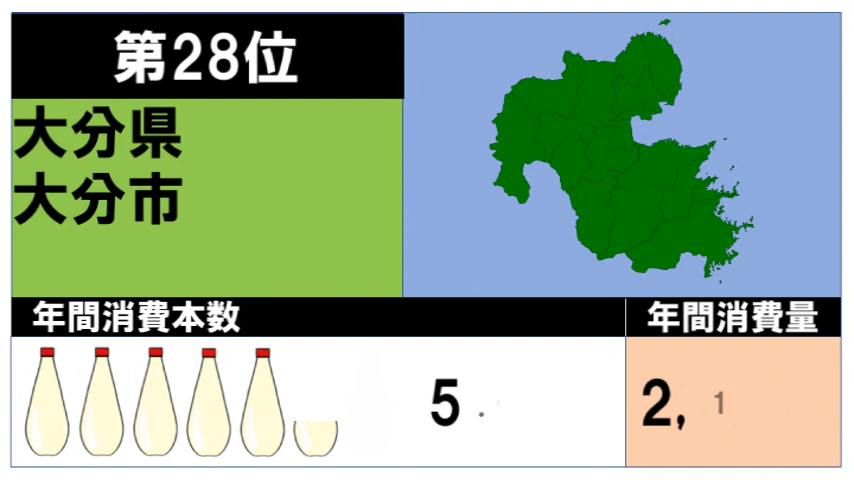 第28位
大分県
大分市
年間消費本数
年間消費量
5.
2, 1